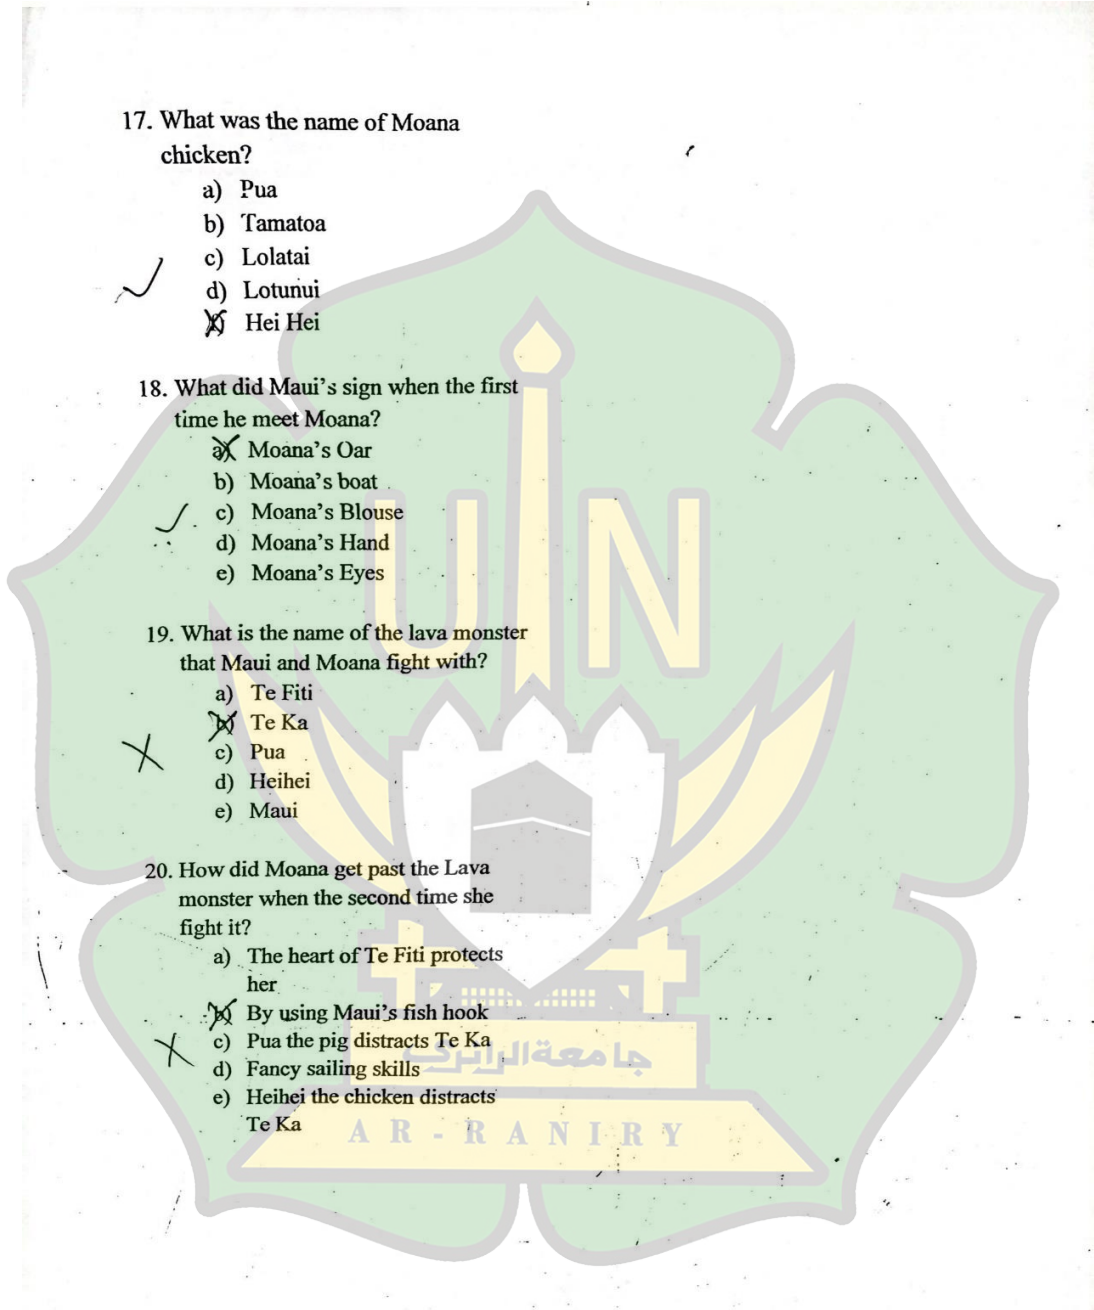 17. What was the name of Moana
chicken?
a) Pua
b) Tamatoa
c) Lolatai
d) Lotunui
Hei Hei
18. What did Maui's sign when the first
time he meet Moana?
a) Moana's Oar
b) Moana's boat
c) Moana's Blouse
d) Moana's Hand
e) Moana's Eyes
19. What is the name of the lava monster
that Maui and Moana fight with?
a) Te Fiti
b) Te Ka
c) Pua
d) Heihei
e) Maui
20. How did Moana get past the Lava
monster when the second time she
fight it?
a) The heart of Te Fiti protects
her
b) By using Maui's fish hook
c) Pua the pig distracts Te Ka
d) Fancy sailing skills
e) Heihei the chicken distracts
Te Ka
UIN
جامعة الرانري
AR-RANIRY